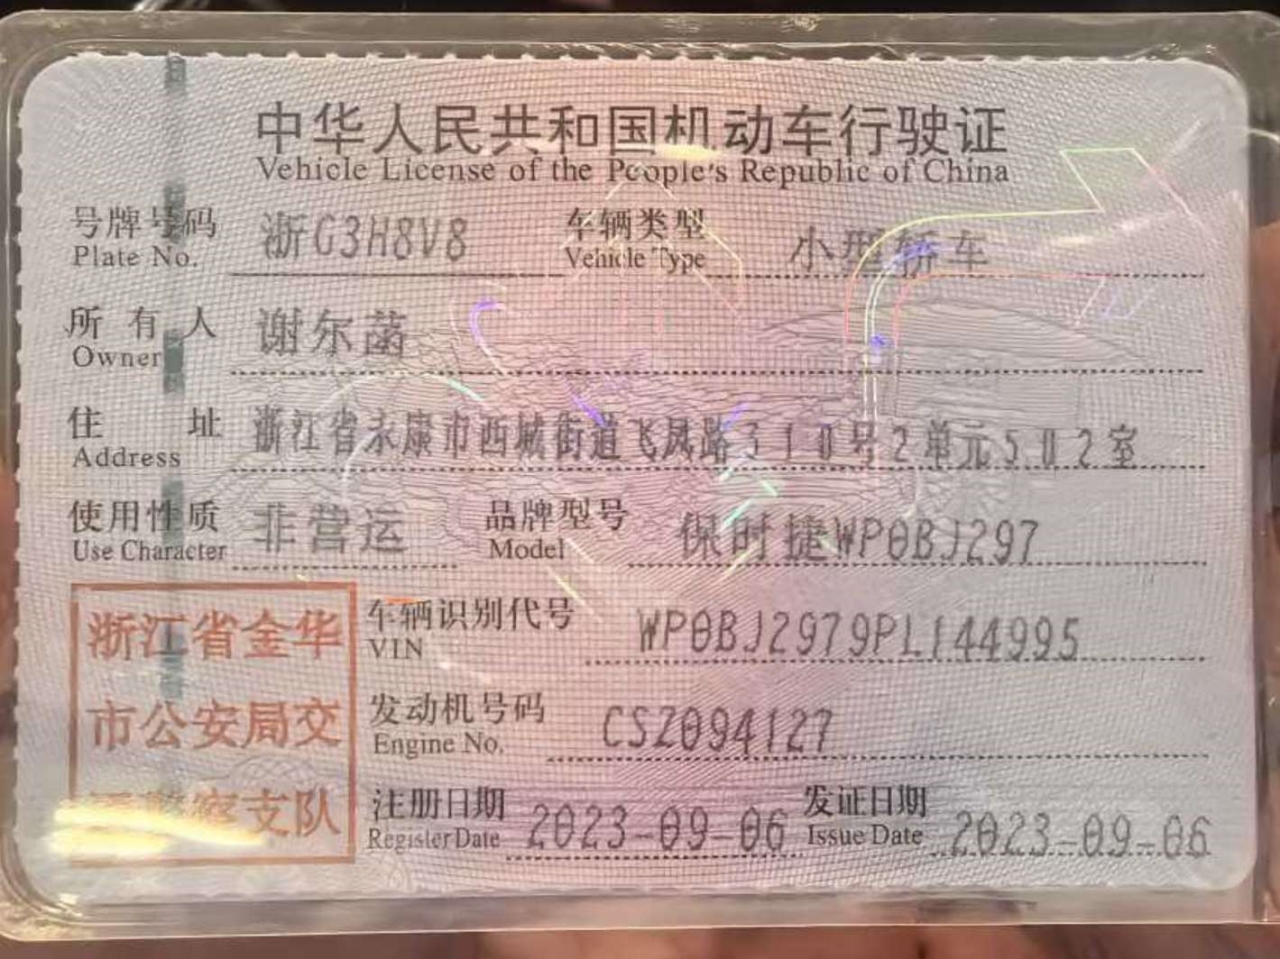 中华人民共和国机动车行驶证
Vehicle License of the People's Republic of China
号牌号码 浙G3H8V8 车辆类型 小型轿车
Plate No. Vehicle Type
所有人 谢尔菡
Owner
住址 浙江省永康市西城街道飞凤路310号2单元502室
Address
使用性质 非营运 品牌型号 保时捷WP0BJ297
Use Character Model
浙江省金华
市公安局交
通警察支队
车辆识别代号 WP0BJ2979PL144995
VIN
发动机号码 CSZ094127
Engine No.
注册日期 2023-09-06 发证日期 2023-09-06
Register Date Issue Date